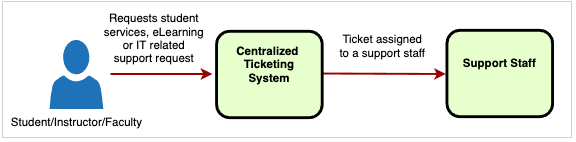 Requests student
services, eLearning
or IT related
support request
Student/Instructor/Faculty
Centralized
Ticketing
System
Ticket assigned
to a support staff
Support Staff